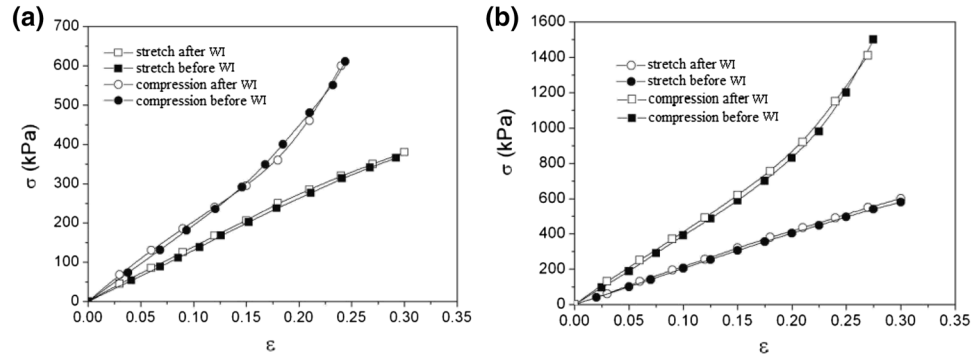 (a)
700
600
500
400
300
200
100
0
σ (kPa)
stretch after WI
stretch before WI
compression after WI
compression before WI
0.00 0.05 0.10 0.15 0.20 0.25 0.30 0.35
ε
(b)
1600
1400
1200
1000
800
600
400
200
0
σ (kPa)
stretch after WI
stretch before WI
compression after WI
compression before WI
0.00 0.05 0.10 0.15 0.20 0.25 0.30 0.35
ε